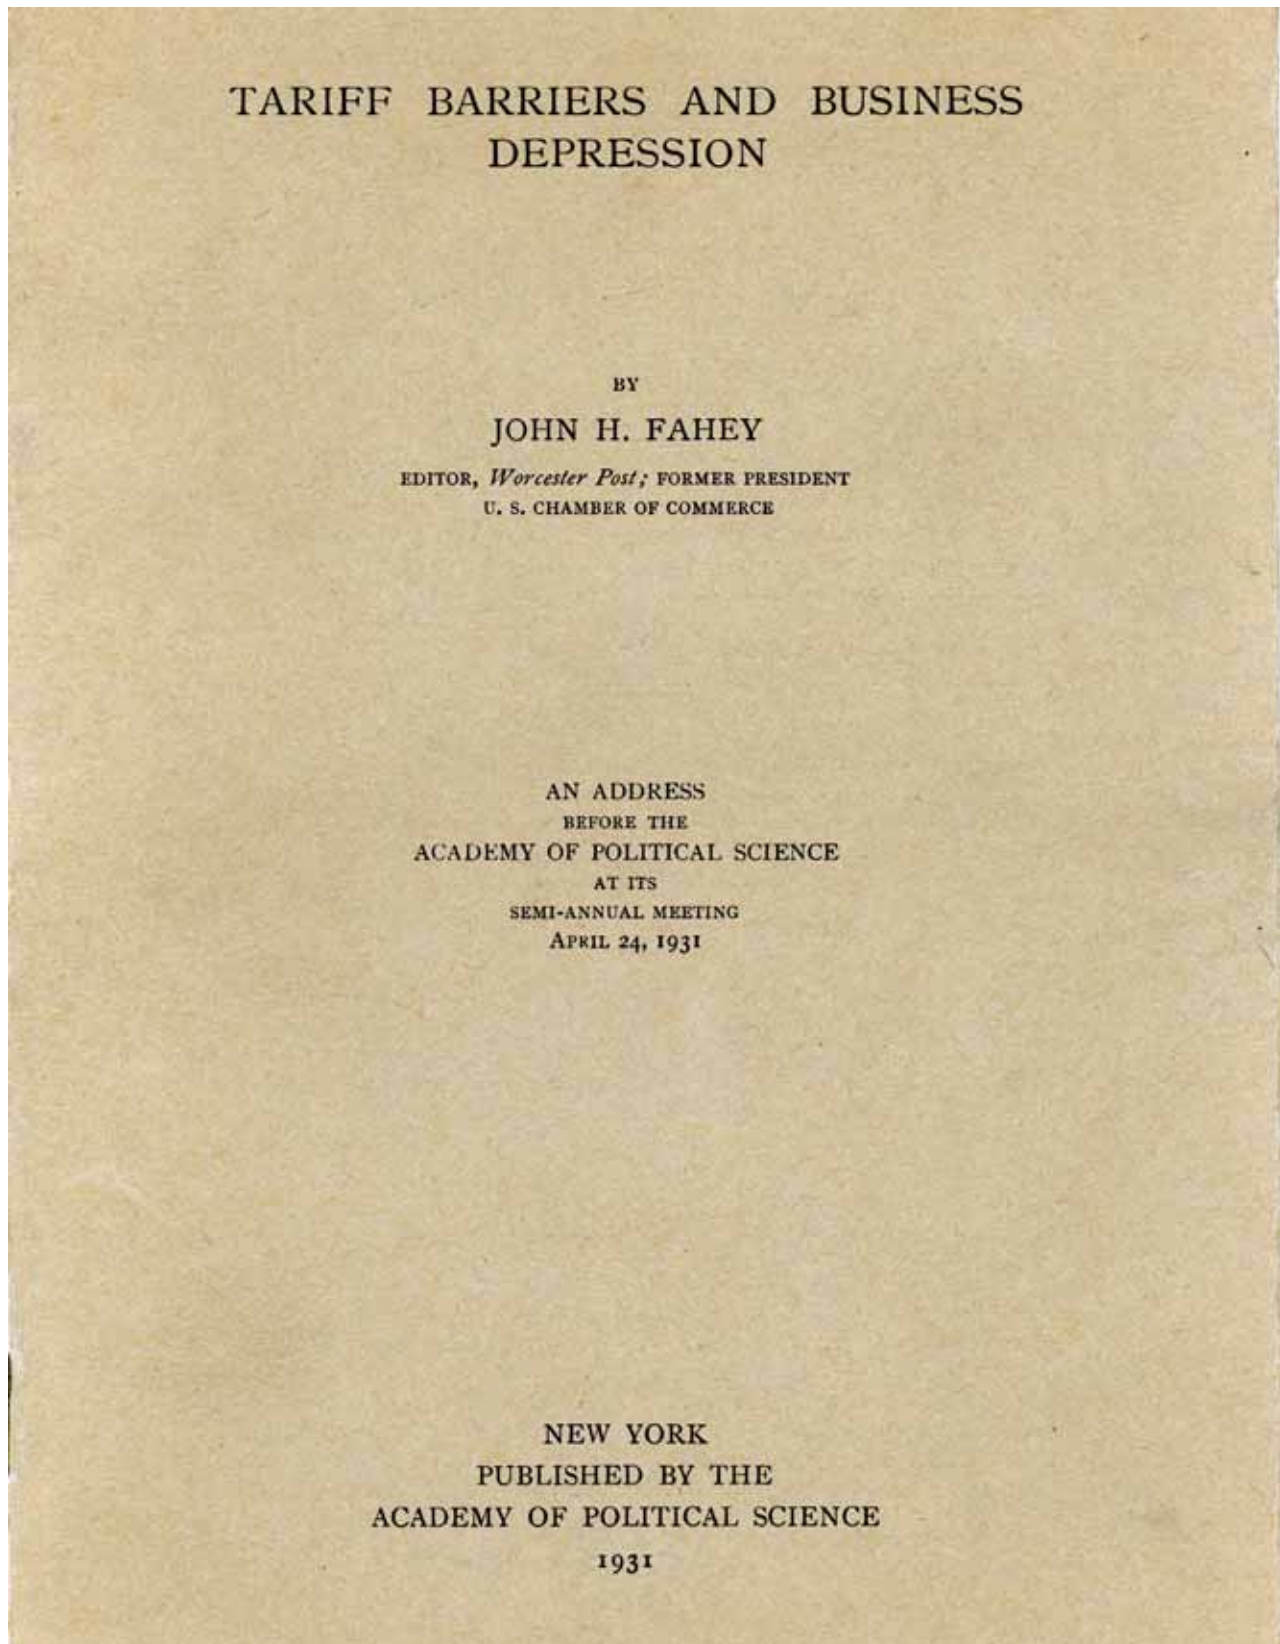 TARIFF BARRIERS AND BUSINESS
DEPRESSION
BY
JOHN H. FAHEY
EDITOR, Worcester Post; FORMER PRESIDENT
U. S. CHAMBER OF COMMERCE
AN ADDRESS
BEFORE THE
ACADEMY OF POLITICAL SCIENCE
AT ITS
SEMI-ANNUAL MEETING
APRIL 24, 1931
NEW YORK
PUBLISHED BY THE
ACADEMY OF POLITICAL SCIENCE
1931